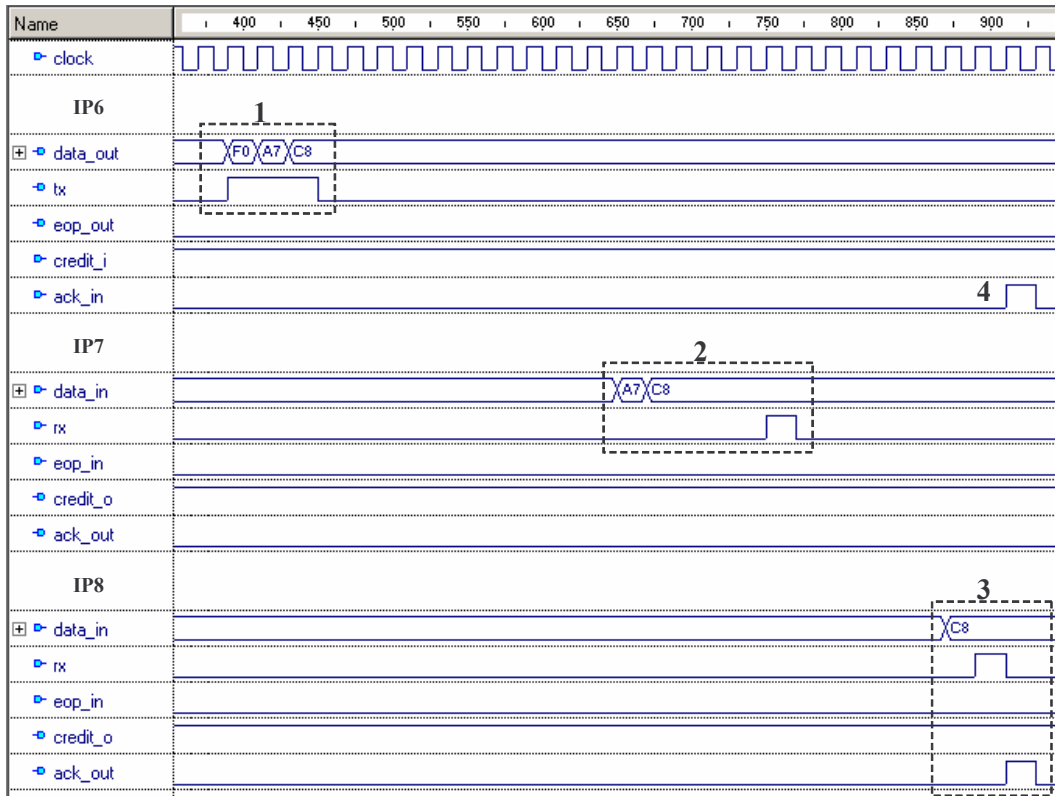 Name 400 450 500 550 600 650 700 750 800 850 900
clock
IP6
1
data_out F0 A7 C8
tx
eop_out
credit_i
ack_in 4
IP7
2
data_in A7 C8
rx
eop_in
credit_o
ack_out
IP8
3
data_in C8
rx
eop_in
credit_o
ack_out